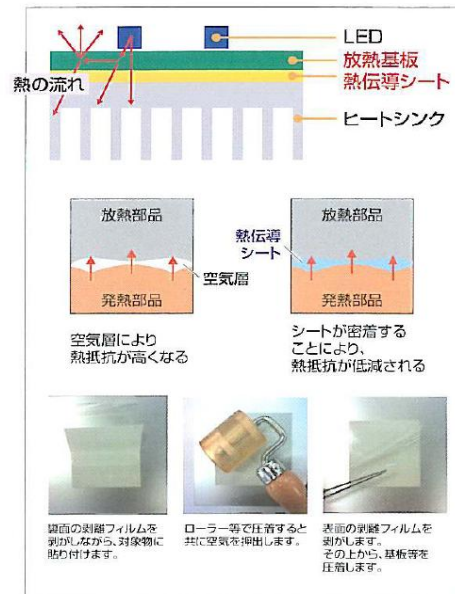 LED
放熱基板
熱伝導シート
熱の流れ
ヒートシンク
放熱部品
空気層
発熱部品
空気層により
熱抵抗が高くなる
放熱部品
熱伝導
シート
発熱部品
シートが密着する
ことにより、
熱抵抗が低減される
裏面の剥離フィルムを
剥がしながら、対象物に
貼り付けます。
ローラー等で圧着すると
共に空気を押出します。
表面の剥離フィルムを
剥がします。
その上から、基板等を
圧着します。